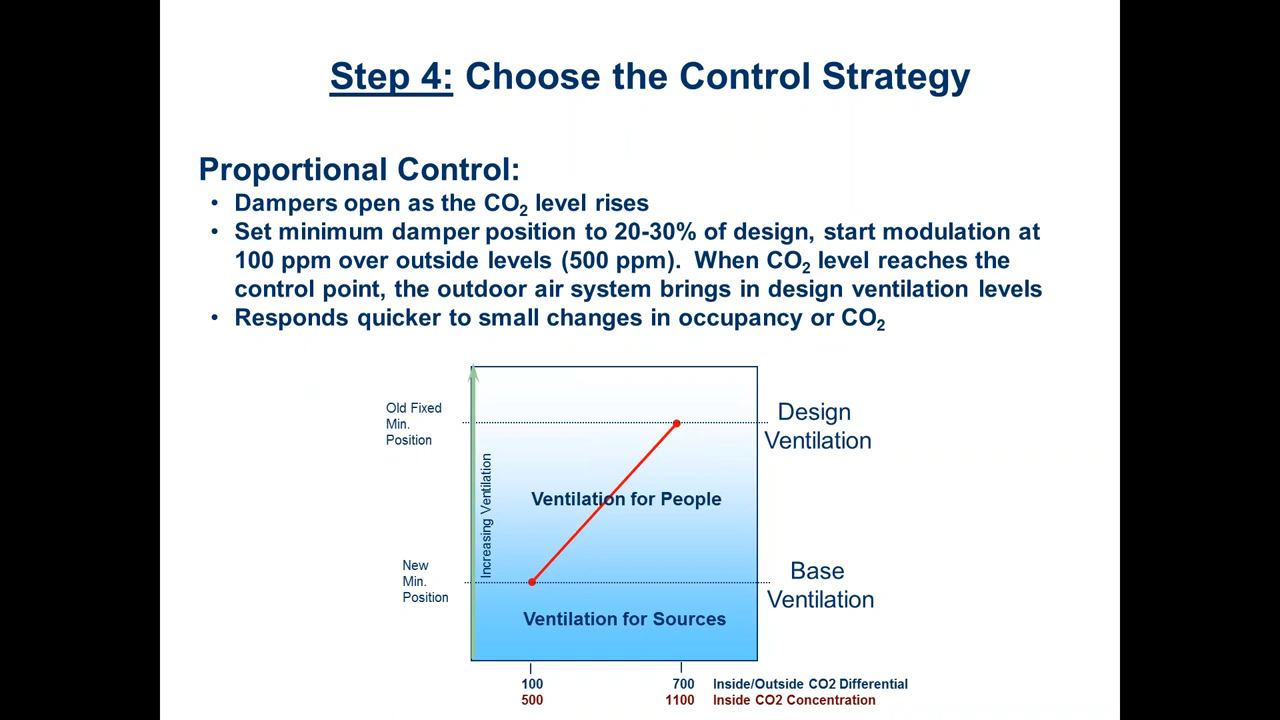 Step 4: Choose the Control Strategy
Proportional Control:
• Dampers open as the CO₂ level rises
• Set minimum damper position to 20-30% of design, start modulation at
100 ppm over outside levels (500 ppm). When CO₂ level reaches the
control point, the outdoor air system brings in design ventilation levels
• Responds quicker to small changes in occupancy or CO₂
Old Fixed
Min.
Position
Design
Ventilation
Increasing Ventilation
Ventilation for People
New
Min.
Position
Base
Ventilation
Ventilation for Sources
100 700 Inside/Outside CO2 Differential
500 1100 Inside CO2 Concentration